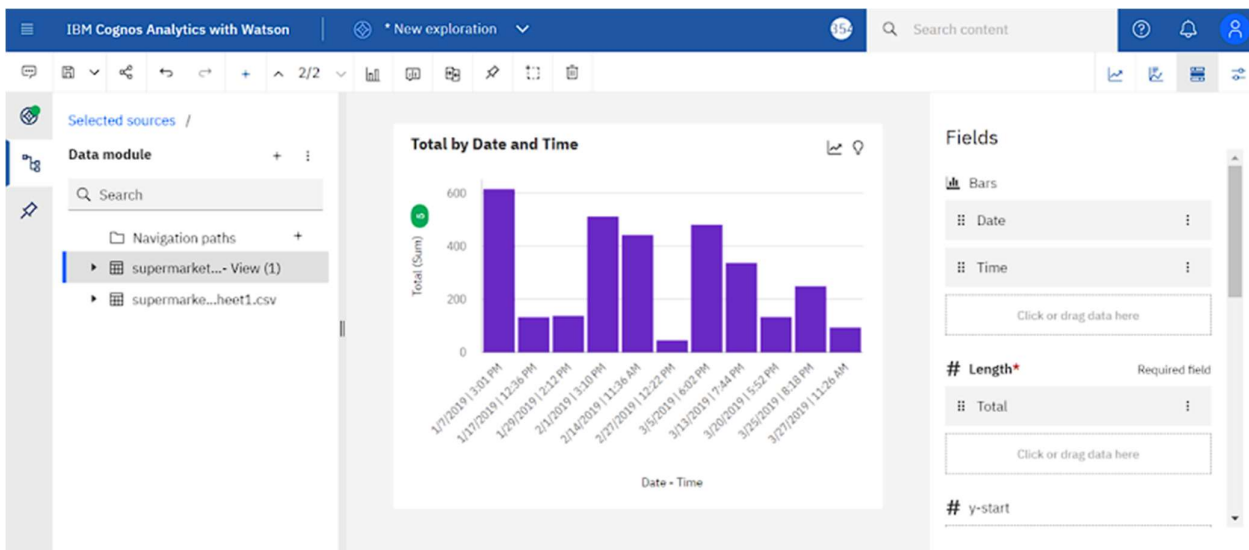 IBM Cognos Analytics with Watson
* New exploration
354
Search content
2/2
Selected sources /
Data module
Search
Navigation paths
supermarket...- View (1)
supermarke...heet1.csv
Total by Date and Time
600
400
200
0
Total (Sum)
1/7/2019 | 3:01 PM
1/17/2019 | 12:36 PM
1/29/2019 | 2:12 PM
2/1/2019 | 3:10 PM
2/14/2019 | 11:36 AM
2/27/2019 | 12:22 PM
3/5/2019 | 6:02 PM
3/13/2019 | 7:44 PM
3/20/2019 | 5:52 PM
3/25/2019 | 8:18 PM
3/27/2019 | 11:26 AM
Date - Time
Fields
Bars
Date
Time
Click or drag data here
# Length* Required field
Total
Click or drag data here
# y-start